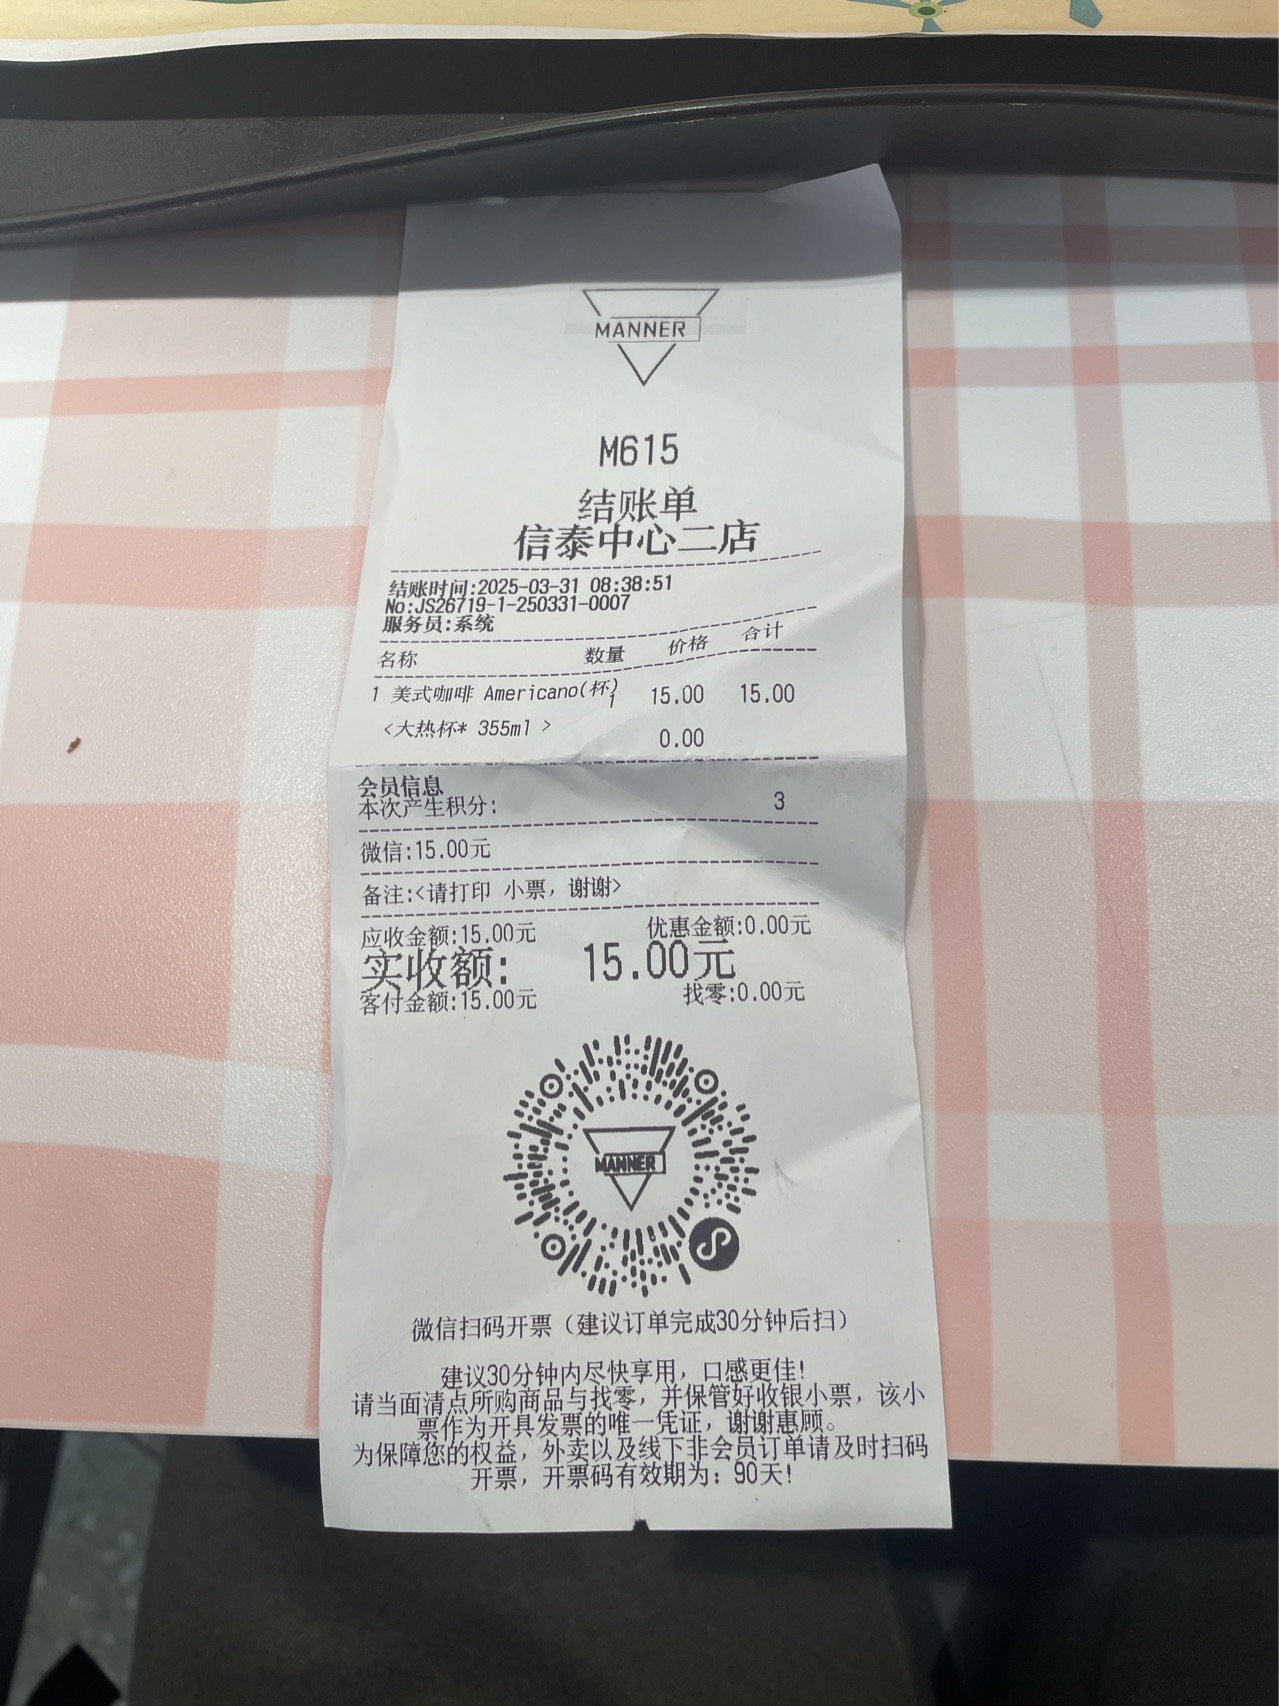 MANNER
M615
结账单
信泰中心二店
结账时间:2025-03-31 08:38:51
No:JS26719-1-250331-0007
服务员:系统
名称 数量 价格 合计
1 美式咖啡 Americano(杯) 1 15.00 15.00
<大热杯* 355ml > 0.00
会员信息
本次产生积分: 3
微信:15.00元
备注:<请打印 小票，谢谢>
应收金额:15.00元 优惠金额:0.00元
实收额: 15.00元
客付金额:15.00元 找零:0.00元
MANNER
微信扫码开票（建议订单完成30分钟后扫）
建议30分钟内尽快享用，口感更佳！
请当面清点所购商品与找零，并保管好收银小票，该小
票作为开具发票的唯一凭证，谢谢惠顾。
为保障您的权益，外卖以及线下非会员订单请及时扫码
开票，开票码有效期为：90天！